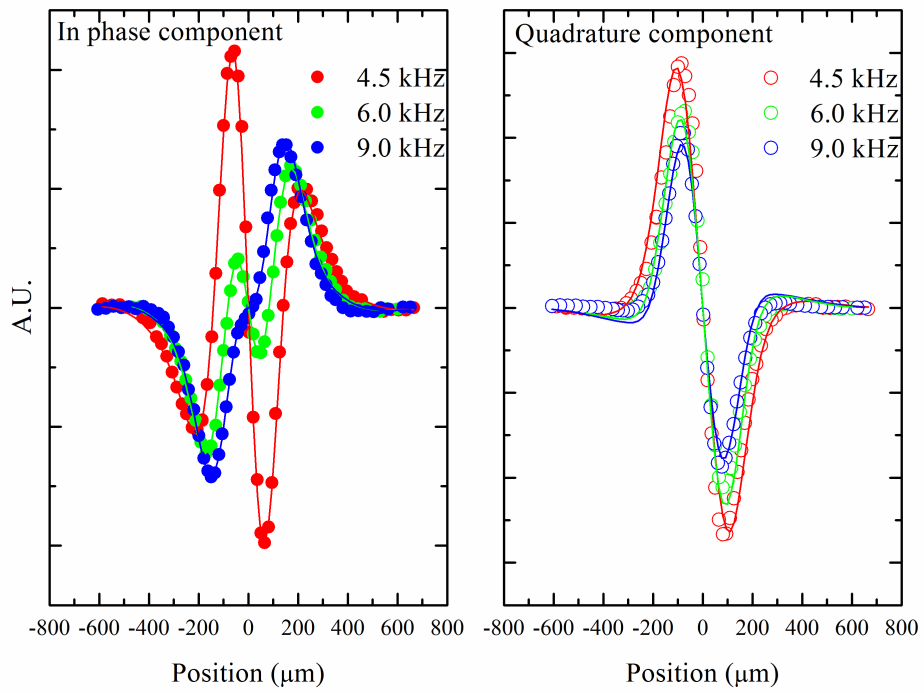 In phase component
4.5 kHz
6.0 kHz
9.0 kHz
A.U.
-800 -600 -400 -200 0 200 400 600 800
Position (μm)
Quadrature component
4.5 kHz
6.0 kHz
9.0 kHz
-800 -600 -400 -200 0 200 400 600 800
Position (μm)